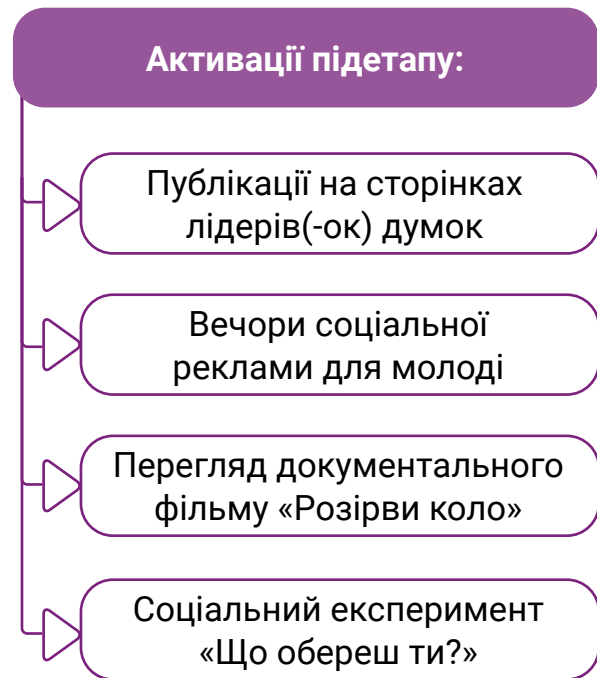 Активації підетапу:
Публікації на сторінках
лідерів(-ок) думок
Вечори соціальної
реклами для молоді
Перегляд документального
фільму «Розірви коло»
Соціальний експеримент
«Що обереш ти?»